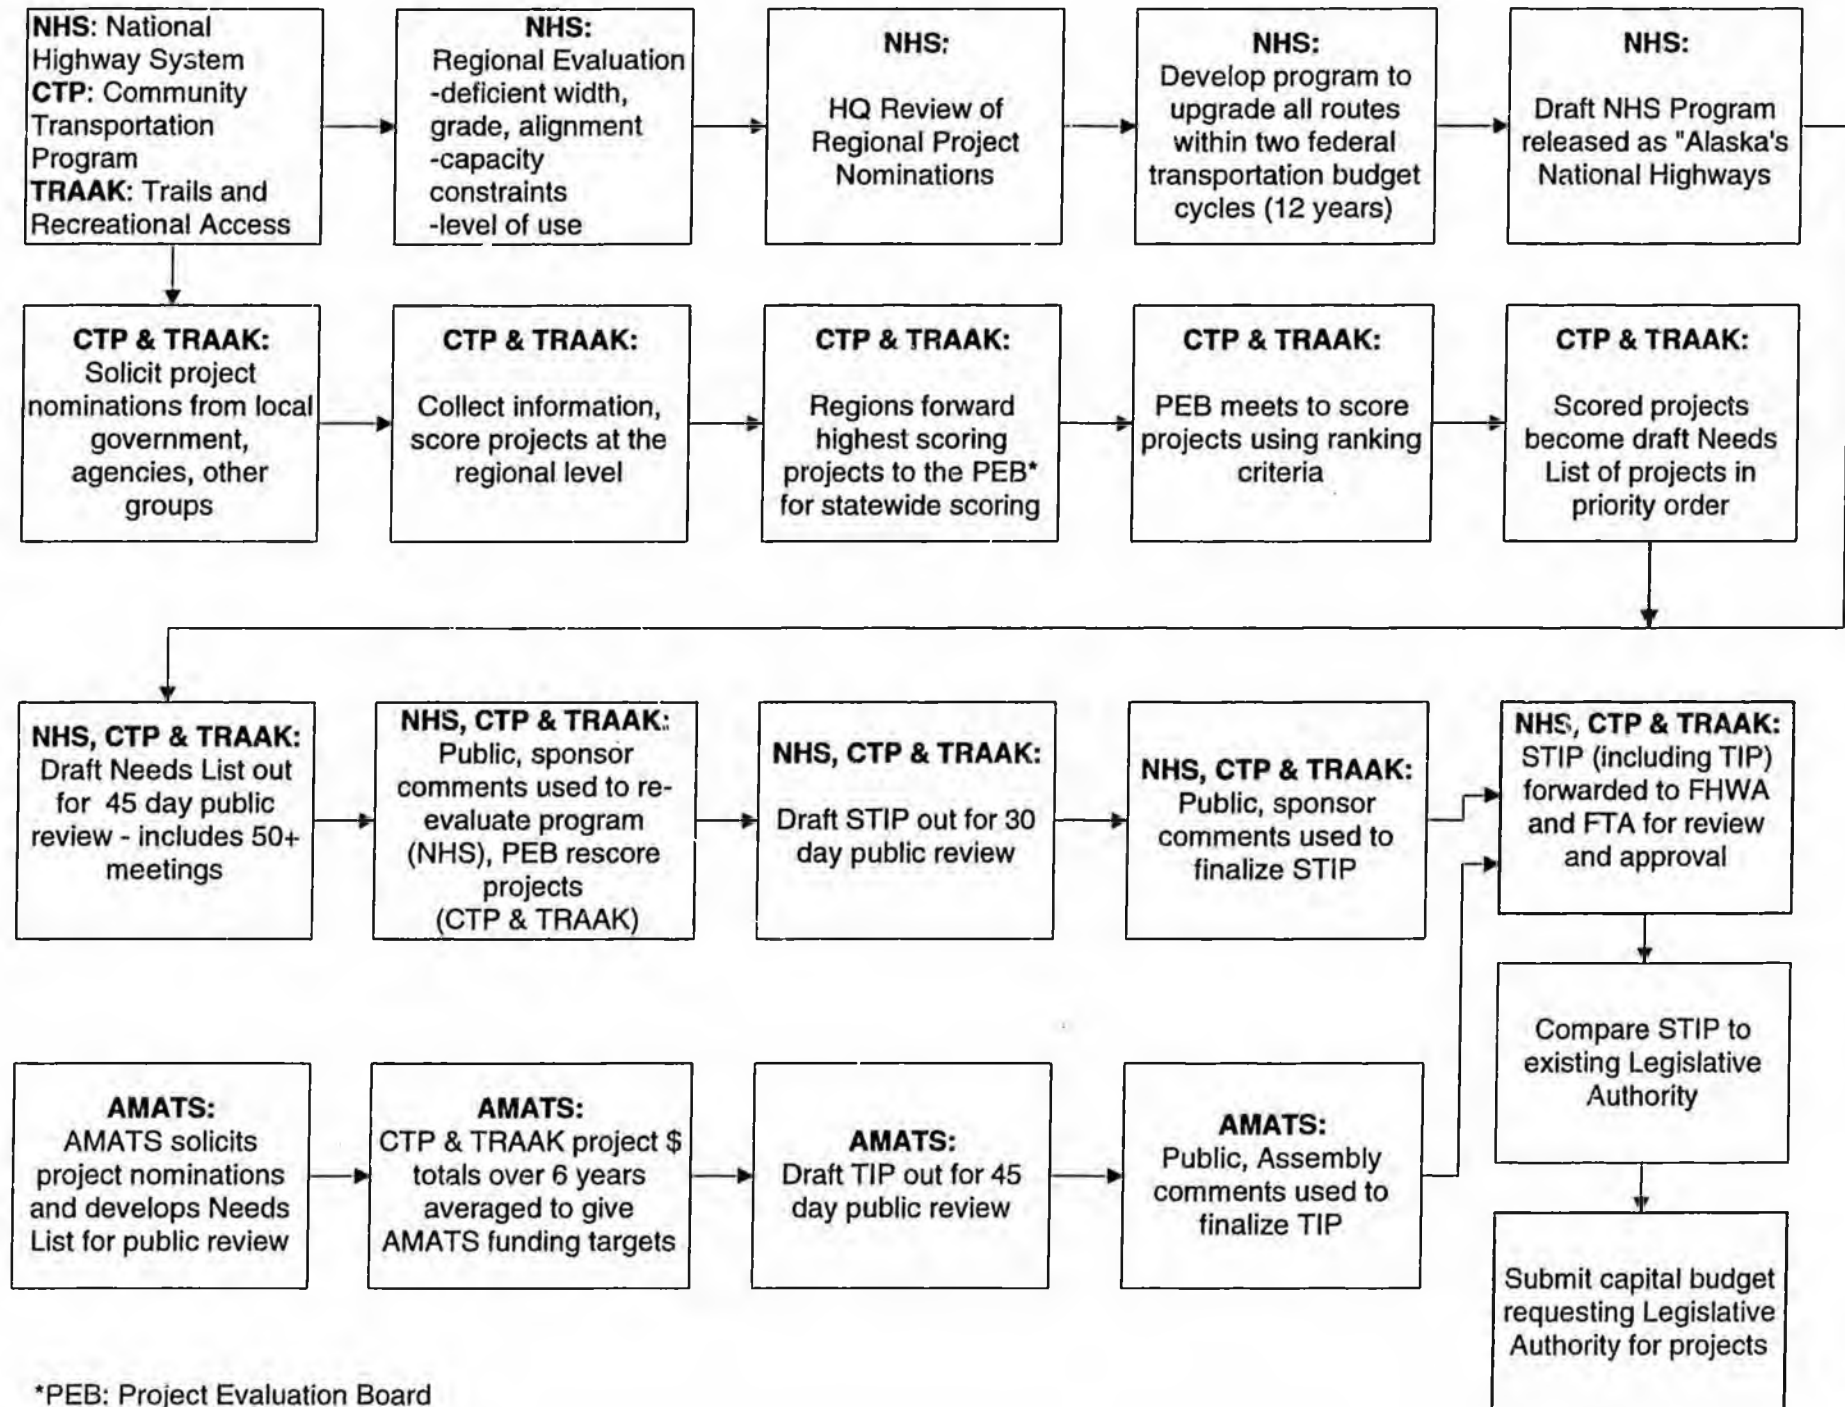 NHS: National
Highway System
CTP: Community
Transportation
Program
TRAAK: Trails and
Recreational Access
NHS:
Regional Evaluation
-deficient width,
grade, alignment
-capacity
constraints
-level of use
NHS:
HQ Review of
Regional Project
Nominations
NHS:
Develop program to
upgrade all routes
within two federal
transportation budget
cycles (12 years)
NHS:
Draft NHS Program
released as "Alaska's
National Highways
CTP & TRAAK:
Solicit project
nominations from local
government,
agencies, other
groups
CTP & TRAAK:
Collect information,
score projects at the
regional level
CTP & TRAAK:
Regions forward
highest scoring
projects to the PEB*
for statewide scoring
CTP & TRAAK:
PEB meets to score
projects using ranking
criteria
CTP & TRAAK:
Scored projects
become draft Needs
List of projects in
priority order
NHS, CTP & TRAAK:
Draft Needs List out
for 45 day public
review - includes 50+
meetings
NHS, CTP & TRAAK:
Public, sponsor
comments used to re-
evaluate program
(NHS), PEB rescore
projects
(CTP & TRAAK)
NHS, CTP & TRAAK:
Draft STIP out for 30
day public review
NHS, CTP & TRAAK:
Public, sponsor
comments used to
finalize STIP
NHS, CTP & TRAAK:
STIP (including TIP)
forwarded to FHWA
and FTA for review
and approval
Compare STIP to
existing Legislative
Authority
AMATS:
AMATS solicits
project nominations
and develops Needs
List for public review
AMATS:
CTP & TRAAK project $
totals over 6 years
averaged to give
AMATS funding targets
AMATS:
Draft TIP out for 45
day public review
AMATS:
Public, Assembly
comments used to
finalize TIP
Submit capital budget
requesting Legislative
Authority for projects
*PEB: Project Evaluation Board